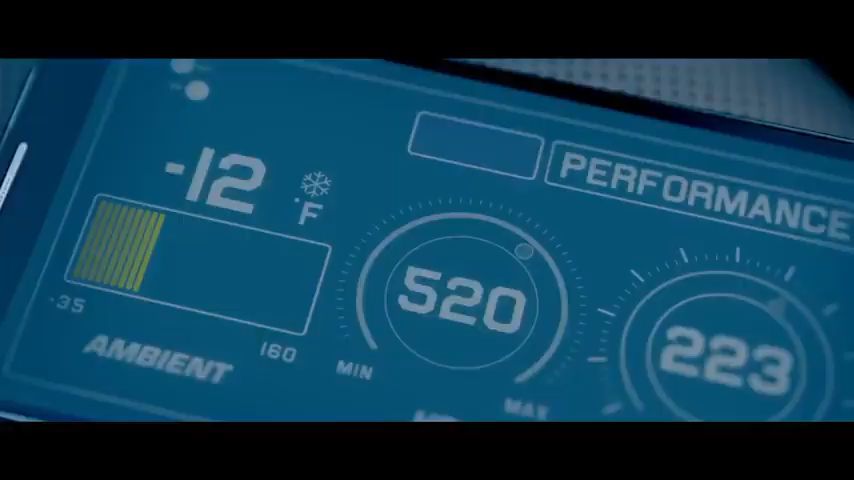 -12
°F
PERFORMANCE
520
223
-35
160
AMBIENT
MIN
MAX